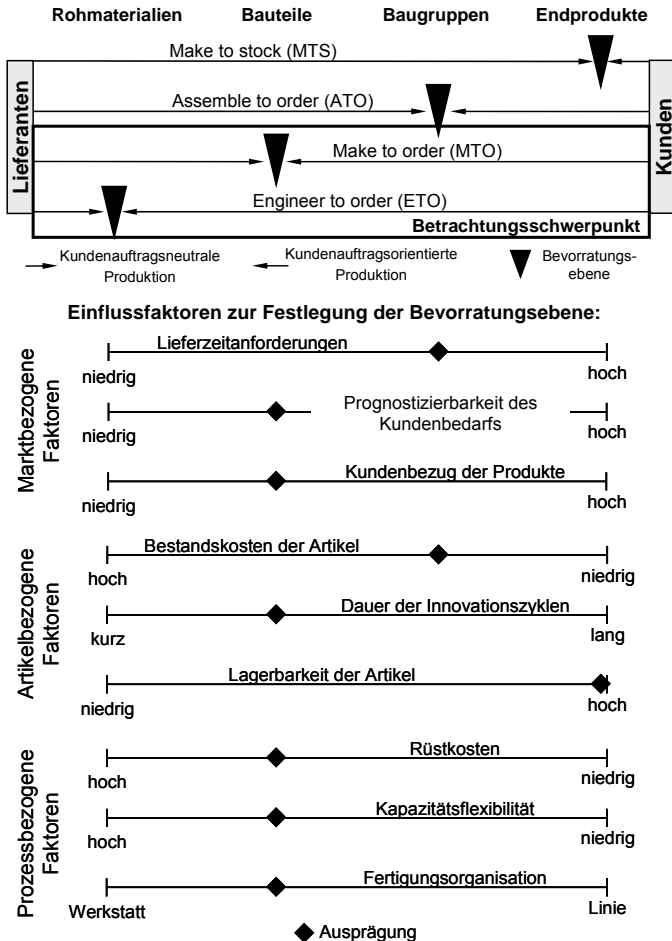 Rohmaterialien Bauteile Baugruppen Endprodukte
Make to stock (MTS)
Lieferanten
Kunden
Assemble to order (ATO)
Make to order (MTO)
Engineer to order (ETO)
Betrachtungsschwerpunkt
Kundenauftragsneutrale
Produktion
Kundenauftragsorientierte
Produktion
Bevorratungs-
ebene
Einflussfaktoren zur Festlegung der Bevorratungsebene:
Marktbezogene
Faktoren
Lieferzeitanforderungen
niedrig hoch
Prognostizierbarkeit des
Kundenbedarfs
niedrig hoch
Kundenbezug der Produkte
niedrig hoch
Artikelbezogene
Faktoren
Bestandskosten der Artikel
hoch niedrig
Dauer der Innovationszyklen
kurz lang
Lagerbarkeit der Artikel
niedrig hoch
Prozessbezogene
Faktoren
Rüstkosten
hoch niedrig
Kapazitätsflexibilität
hoch niedrig
Fertigungsorganisation
Werkstatt Linie
Ausprägung